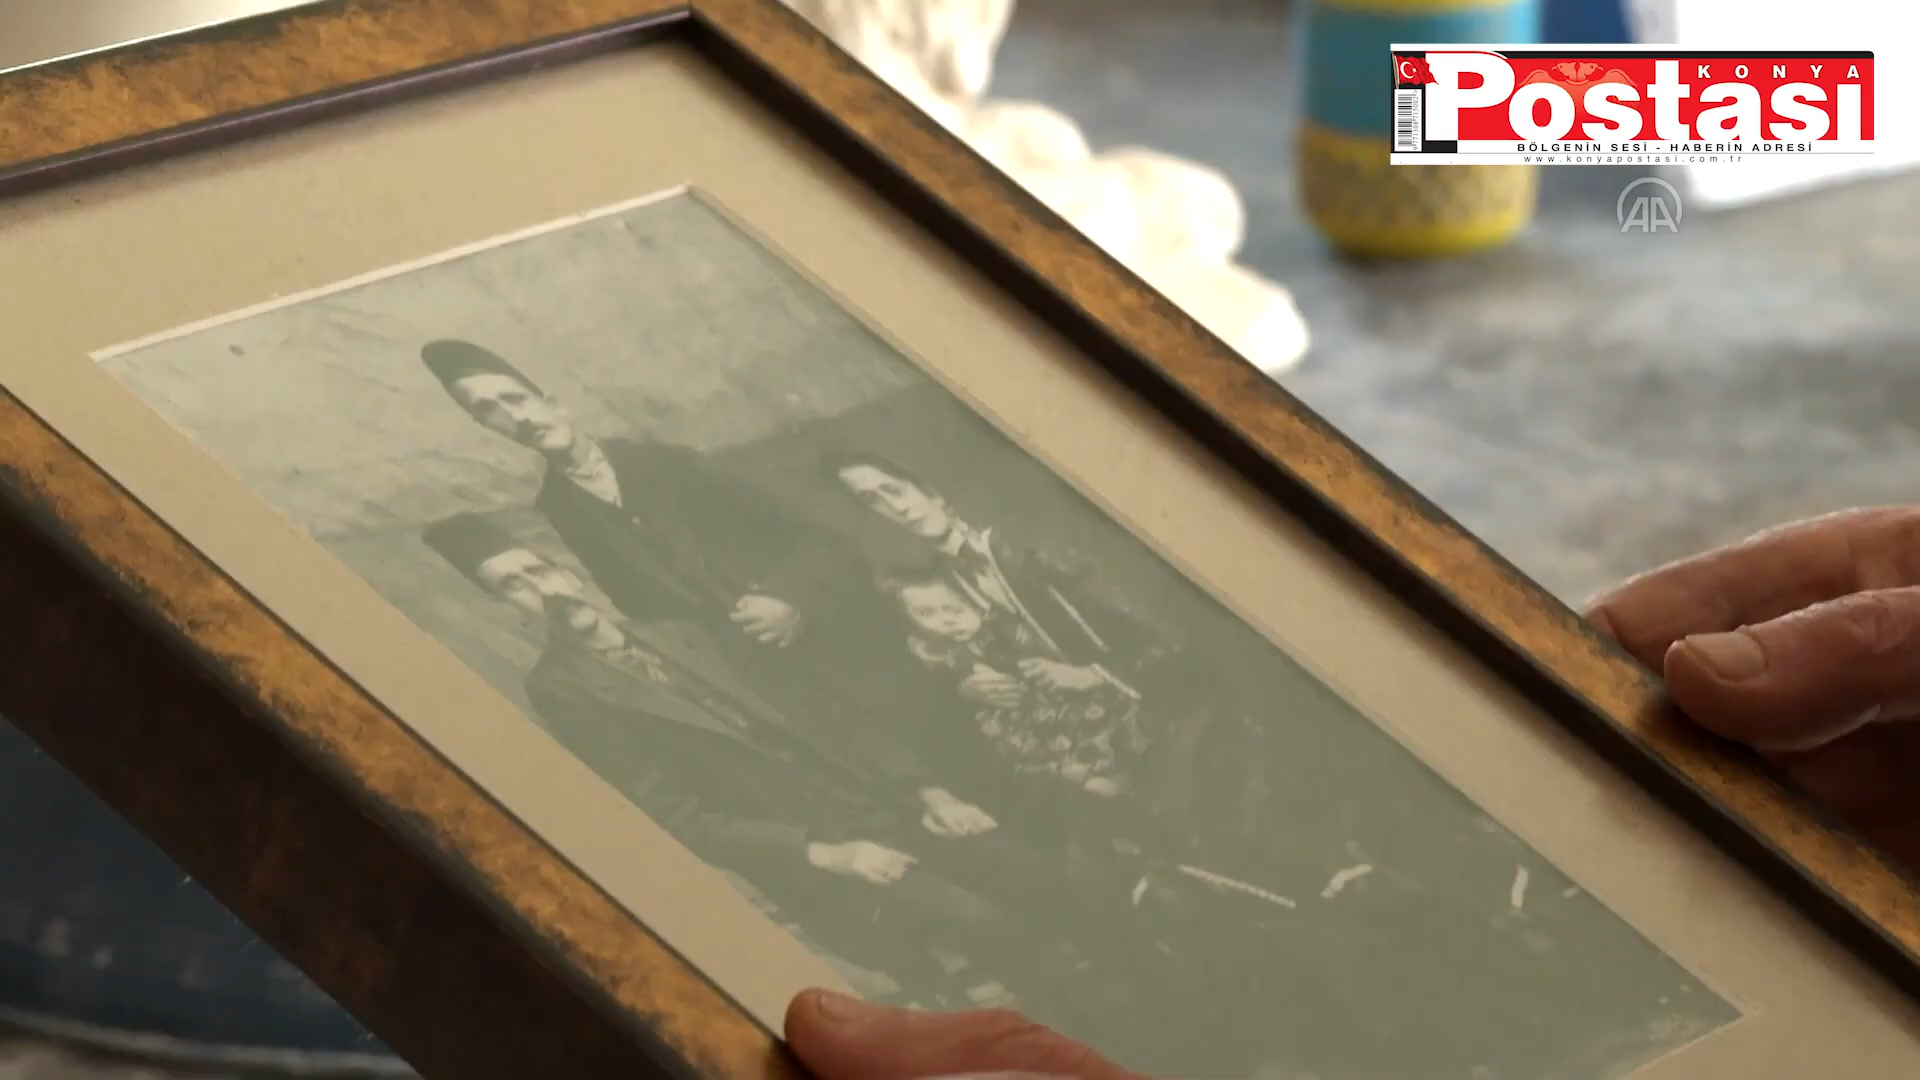 KONYA
Postası
BÖLGENİN SESİ - HABERİN ADRESİ
www.konyapostasi.com.tr
AA